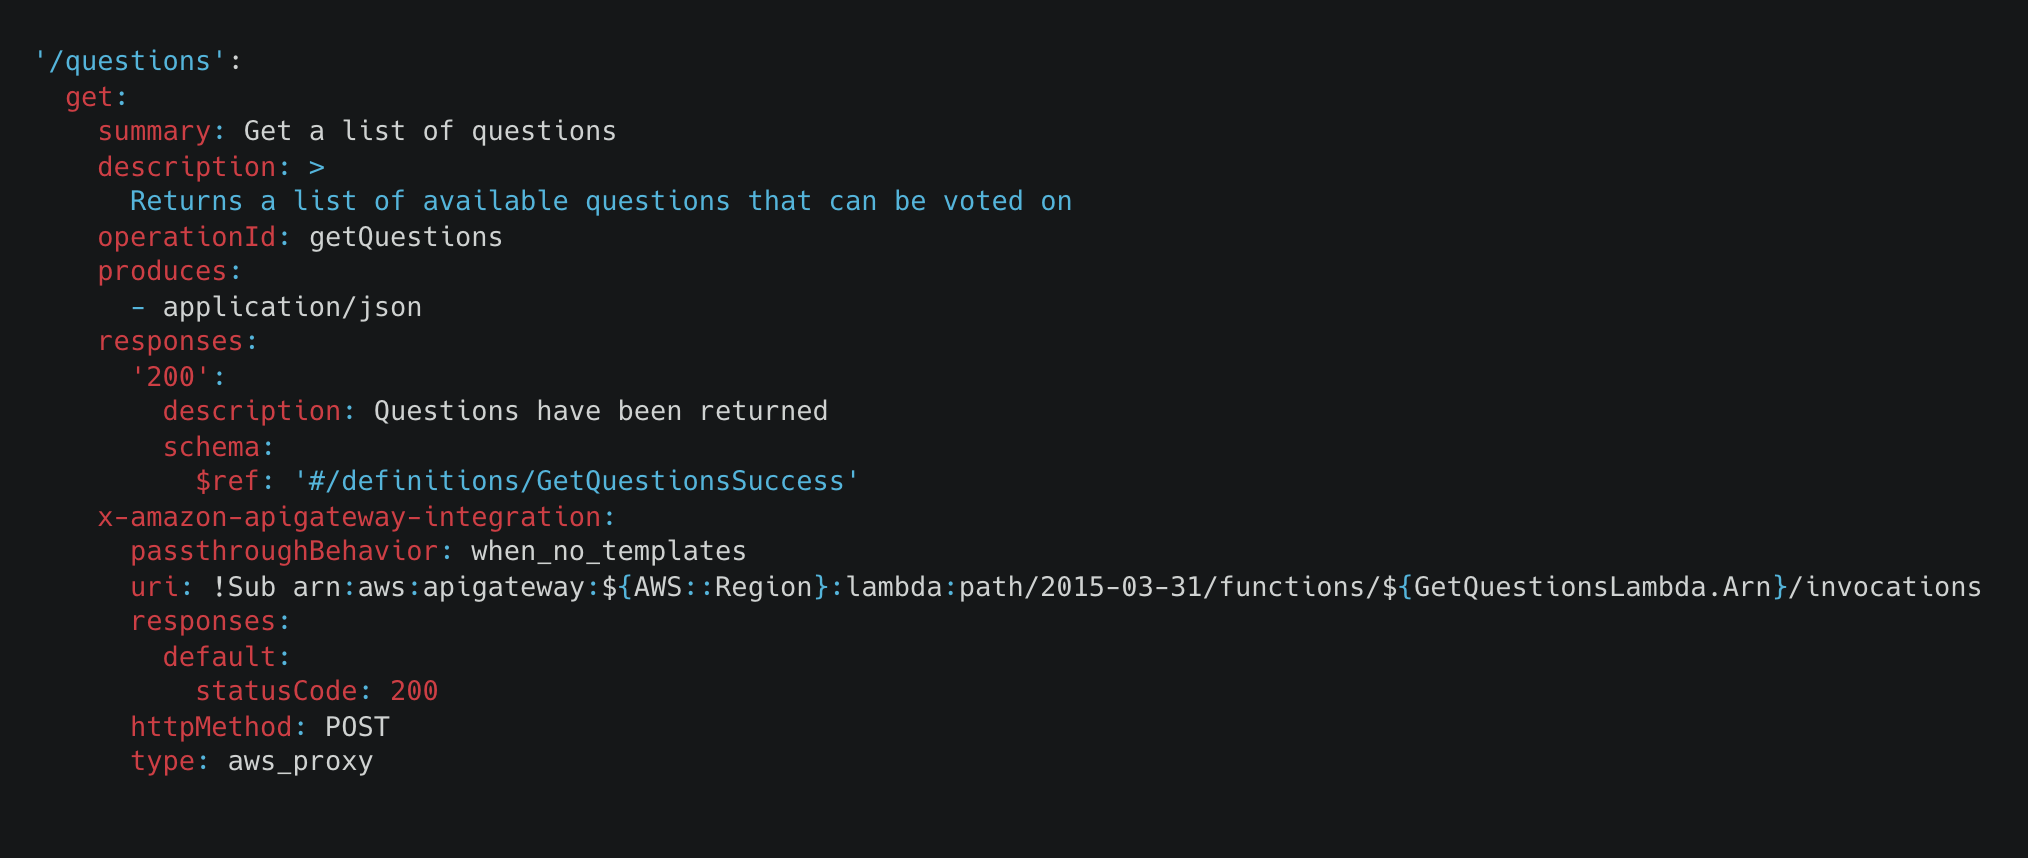 '/questions':
  get:
    summary: Get a list of questions
    description: >
      Returns a list of available questions that can be voted on
    operationId: getQuestions
    produces:
      - application/json
    responses:
      '200':
        description: Questions have been returned
        schema:
          $ref: '#/definitions/GetQuestionsSuccess'
    x-amazon-apigateway-integration:
      passthroughBehavior: when_no_templates
      uri: !Sub arn:aws:apigateway:${AWS::Region}:lambda:path/2015-03-31/functions/${GetQuestionsLambda.Arn}/invocations
      responses:
        default:
          statusCode: 200
      httpMethod: POST
      type: aws_proxy